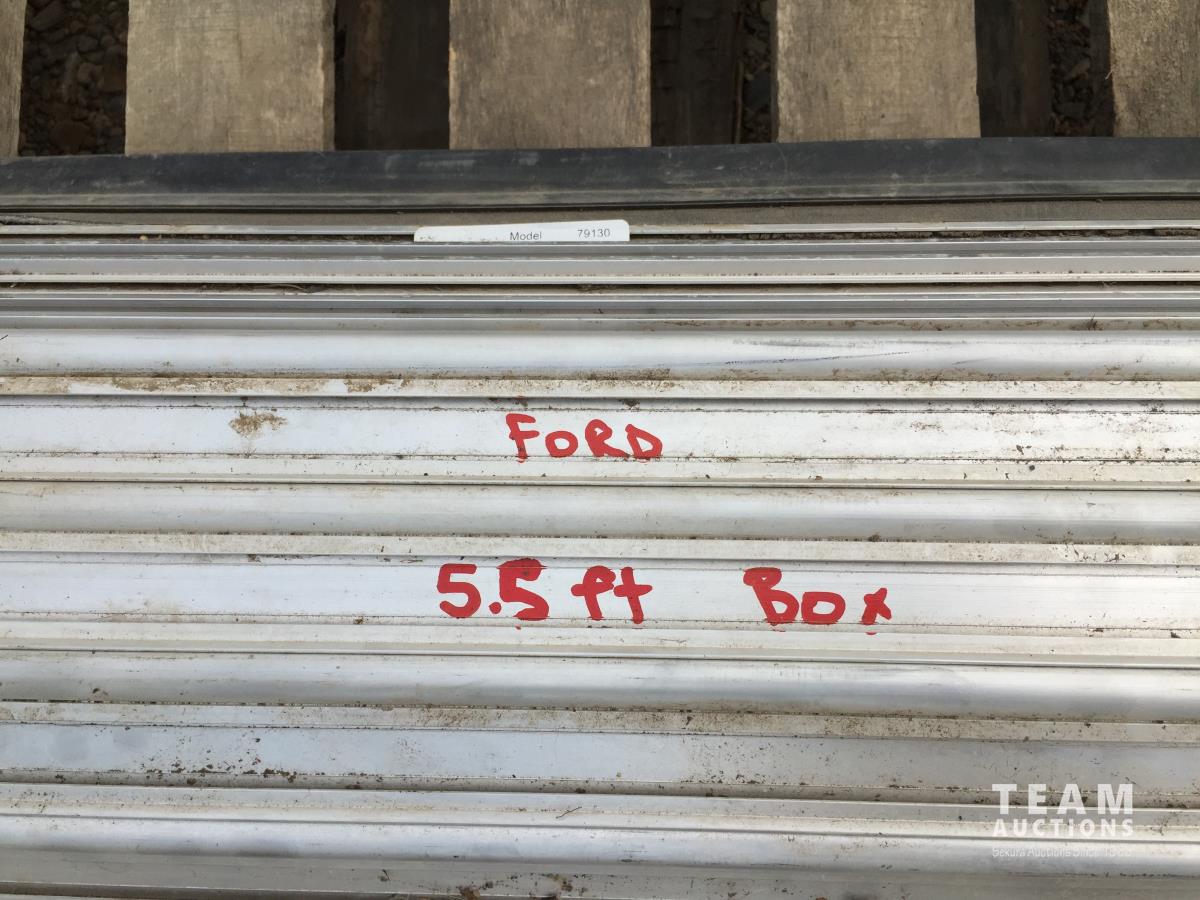 Model 79130
FORD
5.5 ft Box
TEAM
AUCTIONS